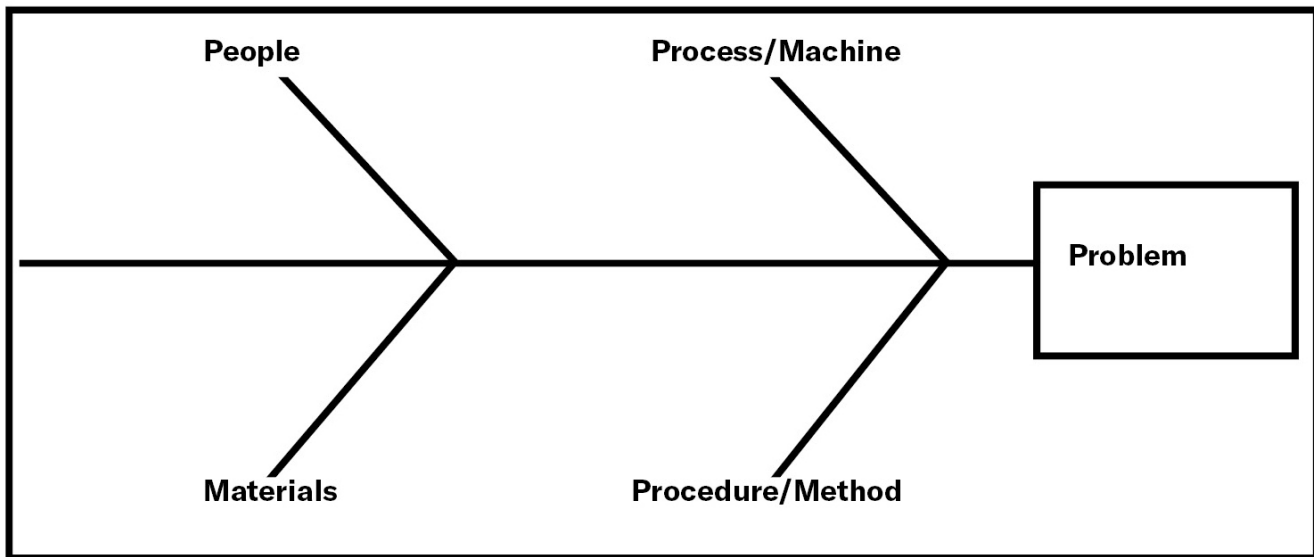 People
Process/Machine
Problem
Materials
Procedure/Method